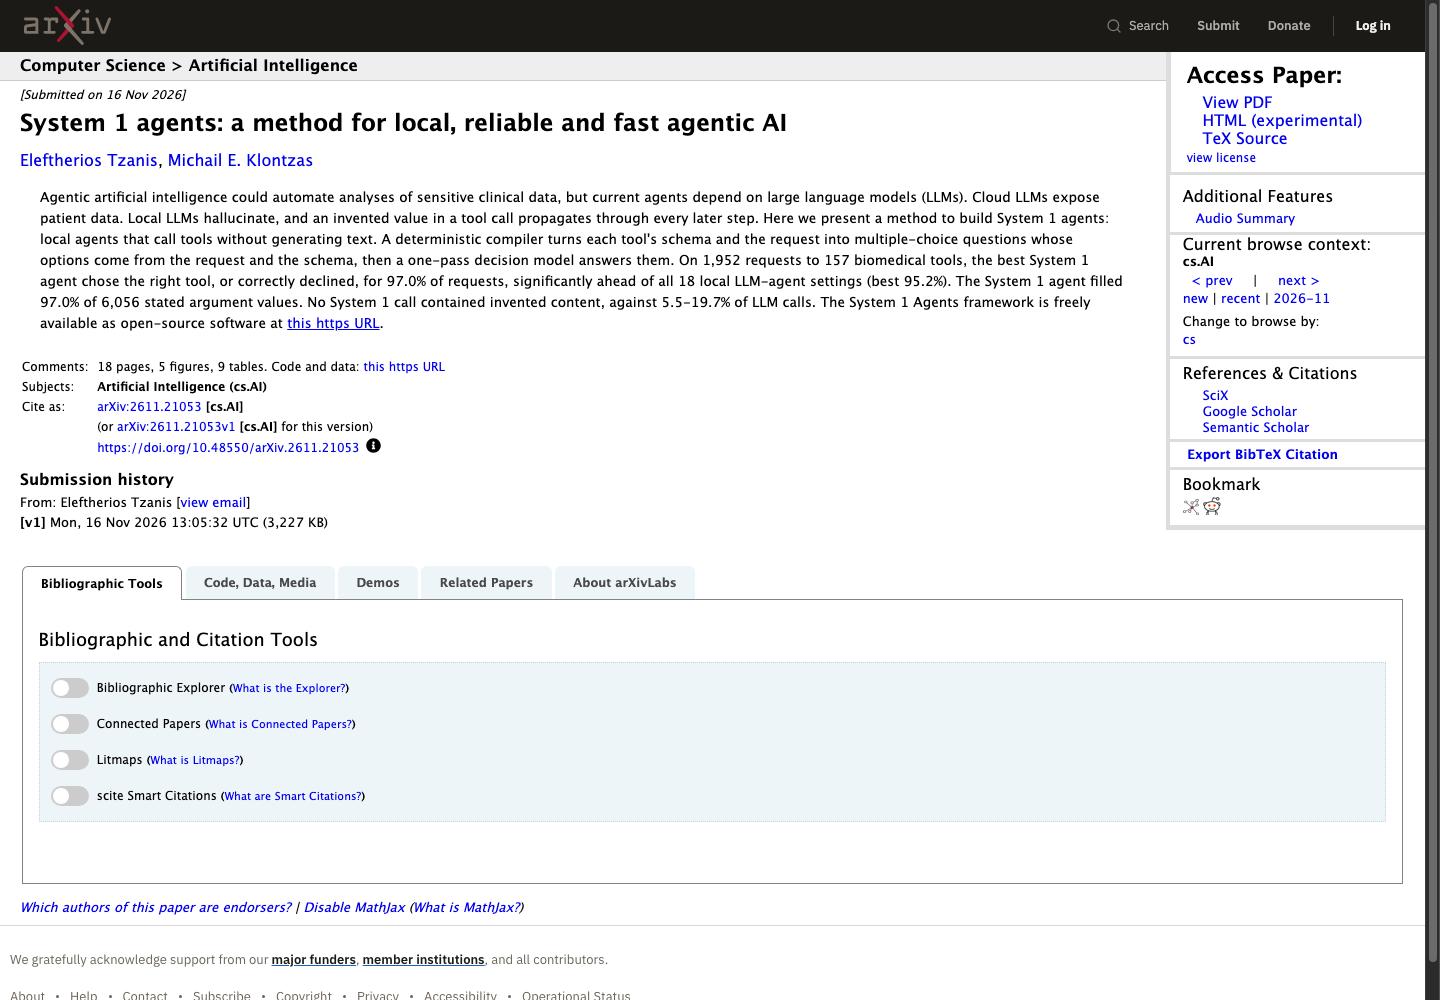 arXiv
Search Submit Donate Log in
Computer Science > Artificial Intelligence
[Submitted on 16 Nov 2026]
System 1 agents: a method for local, reliable and fast agentic AI
Eleftherios Tzanis, Michail E. Klontzas
Agentic artificial intelligence could automate analyses of sensitive clinical data, but current agents depend on large language models (LLMs). Cloud LLMs expose
patient data. Local LLMs hallucinate, and an invented value in a tool call propagates through every later step. Here we present a method to build System 1 agents:
local agents that call tools without generating text. A deterministic compiler turns each tool's schema and the request into multiple-choice questions whose
options come from the request and the schema, then a one-pass decision model answers them. On 1,952 requests to 157 biomedical tools, the best System 1
agent chose the right tool, or correctly declined, for 97.0% of requests, significantly ahead of all 18 local LLM-agent settings (best 95.2%). The System 1 agent filled
97.0% of 6,056 stated argument values. No System 1 call contained invented content, against 5.5-19.7% of LLM calls. The System 1 Agents framework is freely
available as open-source software at this https URL.
Comments: 18 pages, 5 figures, 9 tables. Code and data: this https URL
Subjects: Artificial Intelligence (cs.AI)
Cite as: arXiv:2611.21053 [cs.AI]
(or arXiv:2611.21053v1 [cs.AI] for this version)
https://doi.org/10.48550/arXiv.2611.21053
Submission history
From: Eleftherios Tzanis [view email]
[v1] Mon, 16 Nov 2026 13:05:32 UTC (3,227 KB)
Access Paper:
View PDF
HTML (experimental)
TeX Source
view license
Additional Features
Audio Summary
Current browse context:
cs.AI
< prev | next >
new | recent | 2026-11
Change to browse by:
cs
References & Citations
SciX
Google Scholar
Semantic Scholar
Export BibTeX Citation
Bookmark
Bibliographic Tools Code, Data, Media Demos Related Papers About arXivLabs
Bibliographic and Citation Tools
Bibliographic Explorer (What is the Explorer?)
Connected Papers (What is Connected Papers?)
Litmaps (What is Litmaps?)
scite Smart Citations (What are Smart Citations?)
Which authors of this paper are endorsers? | Disable MathJax (What is MathJax?)
We gratefully acknowledge support from our major funders, member institutions, and all contributors.
About • Help • Contact • Subscribe • Copyright • Privacy • Accessibility • Operational Status